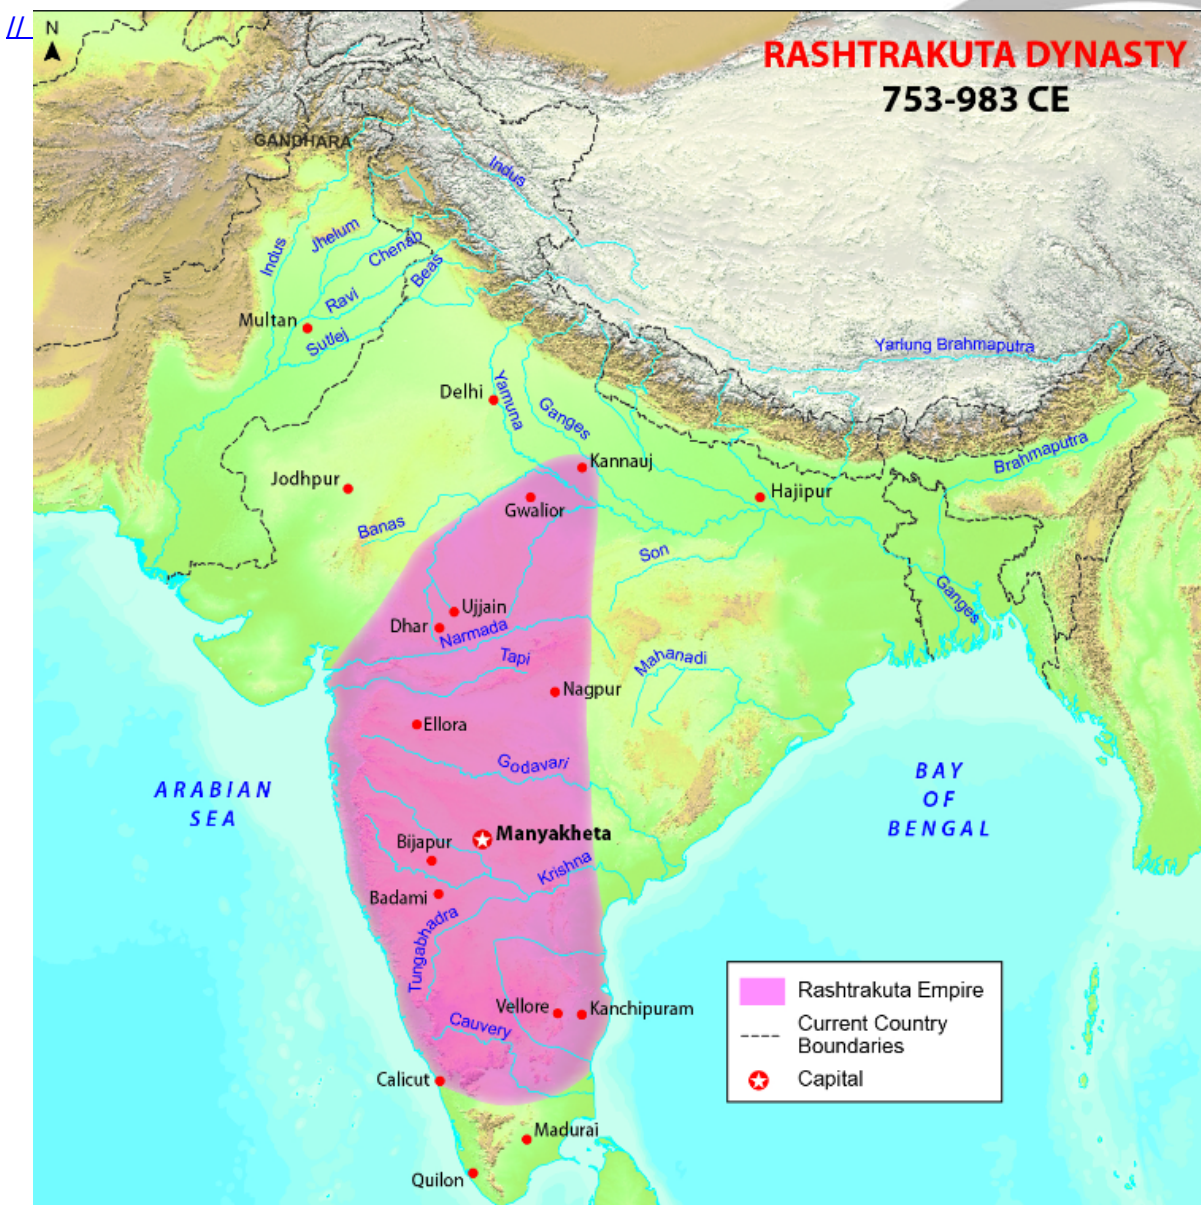 //
N
RASHTRAKUTA DYNASTY
753-983 CE
GANDHARA
Indus
Jhelum
Indus
Chenab
Beas
Ravi
Multan
Sutlej
Yarlung Brahmaputra
Delhi
Yamuna
Ganges
Brahmaputra
Kannauj
Jodhpur
Hajipur
Gwalior
Banas
Son
Ganges
Ujjain
Dhar
Narmada
Tapi
Mahanadi
Nagpur
Ellora
Godavari
ARABIAN
SEA
BAY
OF
BENGAL
Manyakheta
Bijapur
Krishna
Badami
Tungabhadra
Vellore
Kanchipuram
Cauvery
Calicut
Madurai
Quilon
Rashtrakuta Empire
Current Country
Boundaries
Capital